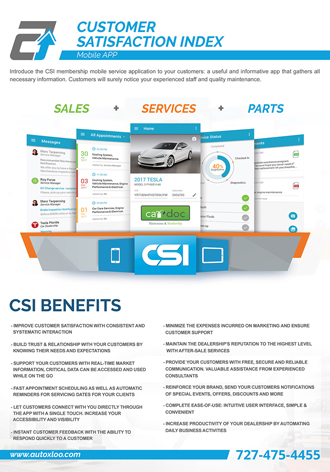 CUSTOMER
SATISFACTION INDEX
Mobile APP
Introduce the CSI membership mobile service application to your customers: a useful and informative app that gathers all
necessary information. Customers will surely notice your experienced staff and quality maintenance.
SALES + SERVICES + PARTS
Messages
All Appointments
Home
Status
2017 TESLA
car doc
40%
Diagnostics
CSI
CSI BENEFITS
- IMPROVE CUSTOMER SATISFACTION WITH CONSISTENT AND
SYSTEMATIC INTERACTION
- BUILD TRUST & RELATIONSHIP WITH YOUR CUSTOMERS BY
KNOWING THEIR NEEDS AND EXPECTATIONS
- SUPPORT YOUR CUSTOMERS WITH REAL-TIME MARKET
INFORMATION, CRITICAL DATA CAN BE ACCESSED AND USED
WHILE ON THE GO
- FAST APPOINTMENT SCHEDULING AS WELL AS AUTOMATIC
REMINDERS FOR SERVICING DATES FOR YOUR CLIENTS
- LET CUSTOMERS CONNECT WITH YOU DIRECTLY THROUGH
THE APP WITH A SINGLE TOUCH. INCREASE YOUR
ACCESSIBILITY AND VISIBILITY
- INSTANT CUSTOMER FEEDBACK WITH THE ABILITY TO
RESPOND QUICKLY TO A CUSTOMER
- MINIMIZE THE EXPENSES INCURRED ON MARKETING AND ENSURE
CUSTOMER SUPPORT
- MAINTAIN THE DEALERSHIP'S REPUTATION TO THE HIGHEST LEVEL
WITH AFTER-SALE SERVICES
- PROVIDE YOUR CUSTOMERS WITH FREE, SECURE AND RELIABLE
COMMUNICATION. VALUABLE ASSISTANCE FROM EXPERIENCED
CONSULTANTS
- REINFORCE YOUR BRAND, SEND YOUR CUSTOMERS NOTIFICATIONS
OF SPECIAL EVENTS, OFFERS, DISCOUNTS AND MORE
- COMPLETE EASE-OF-USE: INTUITIVE USER INTERFACE, SIMPLE &
CONVENIENT
- INCREASE PRODUCTIVITY OF YOUR DEALERSHIP BY AUTOMATING
DAILY BUSINESS ACTIVITIES
www.autoxloo.com
727-475-4455